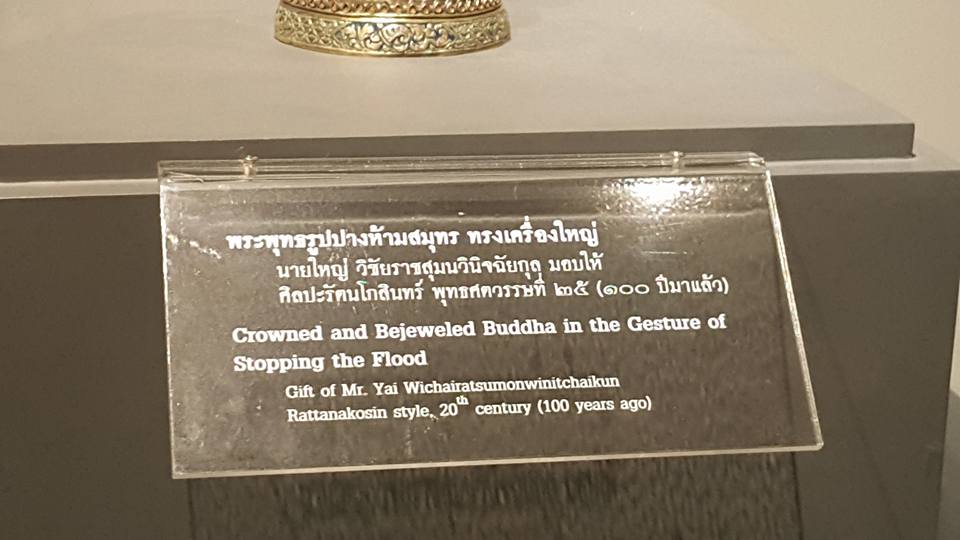 พระพุทธรูปปางห้ามสมุทร ทรงเครื่องใหญ่
นายใหญ่ วิชัยราชสุมนวินิจฉัยกุล มอบให้
ศิลปะรัตนโกสินทร์ พุทธศตวรรษที่ ๒๕ (๑๐๐ ปีมาแล้ว)
Crowned and Bejeweled Buddha in the Gesture of
Stopping the Flood
Gift of Mr. Yai Wichairatsumonwinitchaikun
Rattanakosin style, 20th century (100 years ago)